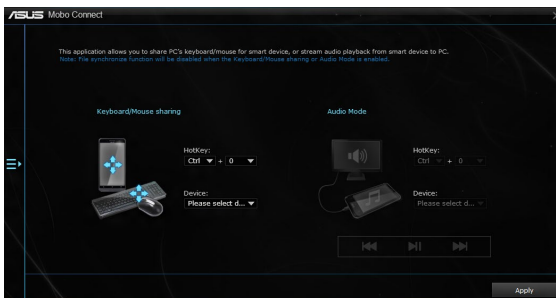 ASUS Mobo Connect
This application allows you to share PC's keyboard/mouse for smart device, or stream audio playback from smart device to PC.
Note: File synchronize function will be disabled when the Keyboard/Mouse sharing or Audio Mode is enabled.
Keyboard/Mouse sharing
HotKey:
Ctrl + 0
Device:
Please select d...
Audio Mode
HotKey:
Ctrl + 0
Device:
Please select d...
Apply